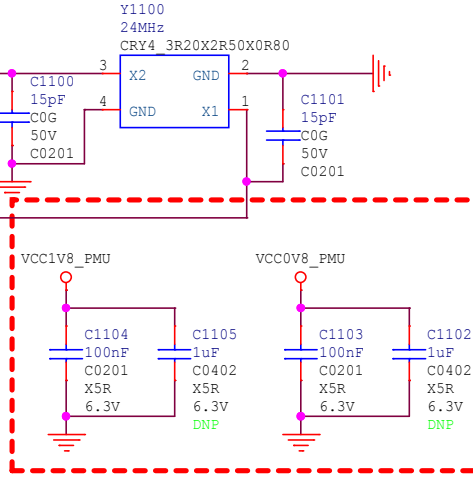 Y1100
24MHz
CRY4_3R20X2R50X0R80
3
X2
GND
2
4
GND
X1
1
C1100
15pF
C0G
50V
C0201
C1101
15pF
C0G
50V
C0201
VCC1V8_PMU
VCC0V8_PMU
C1104
100nF
C0201
X5R
6.3V
C1105
1uF
C0402
X5R
6.3V
DNP
C1103
100nF
C0201
X5R
6.3V
C1102
1uF
C0402
X5R
6.3V
DNP